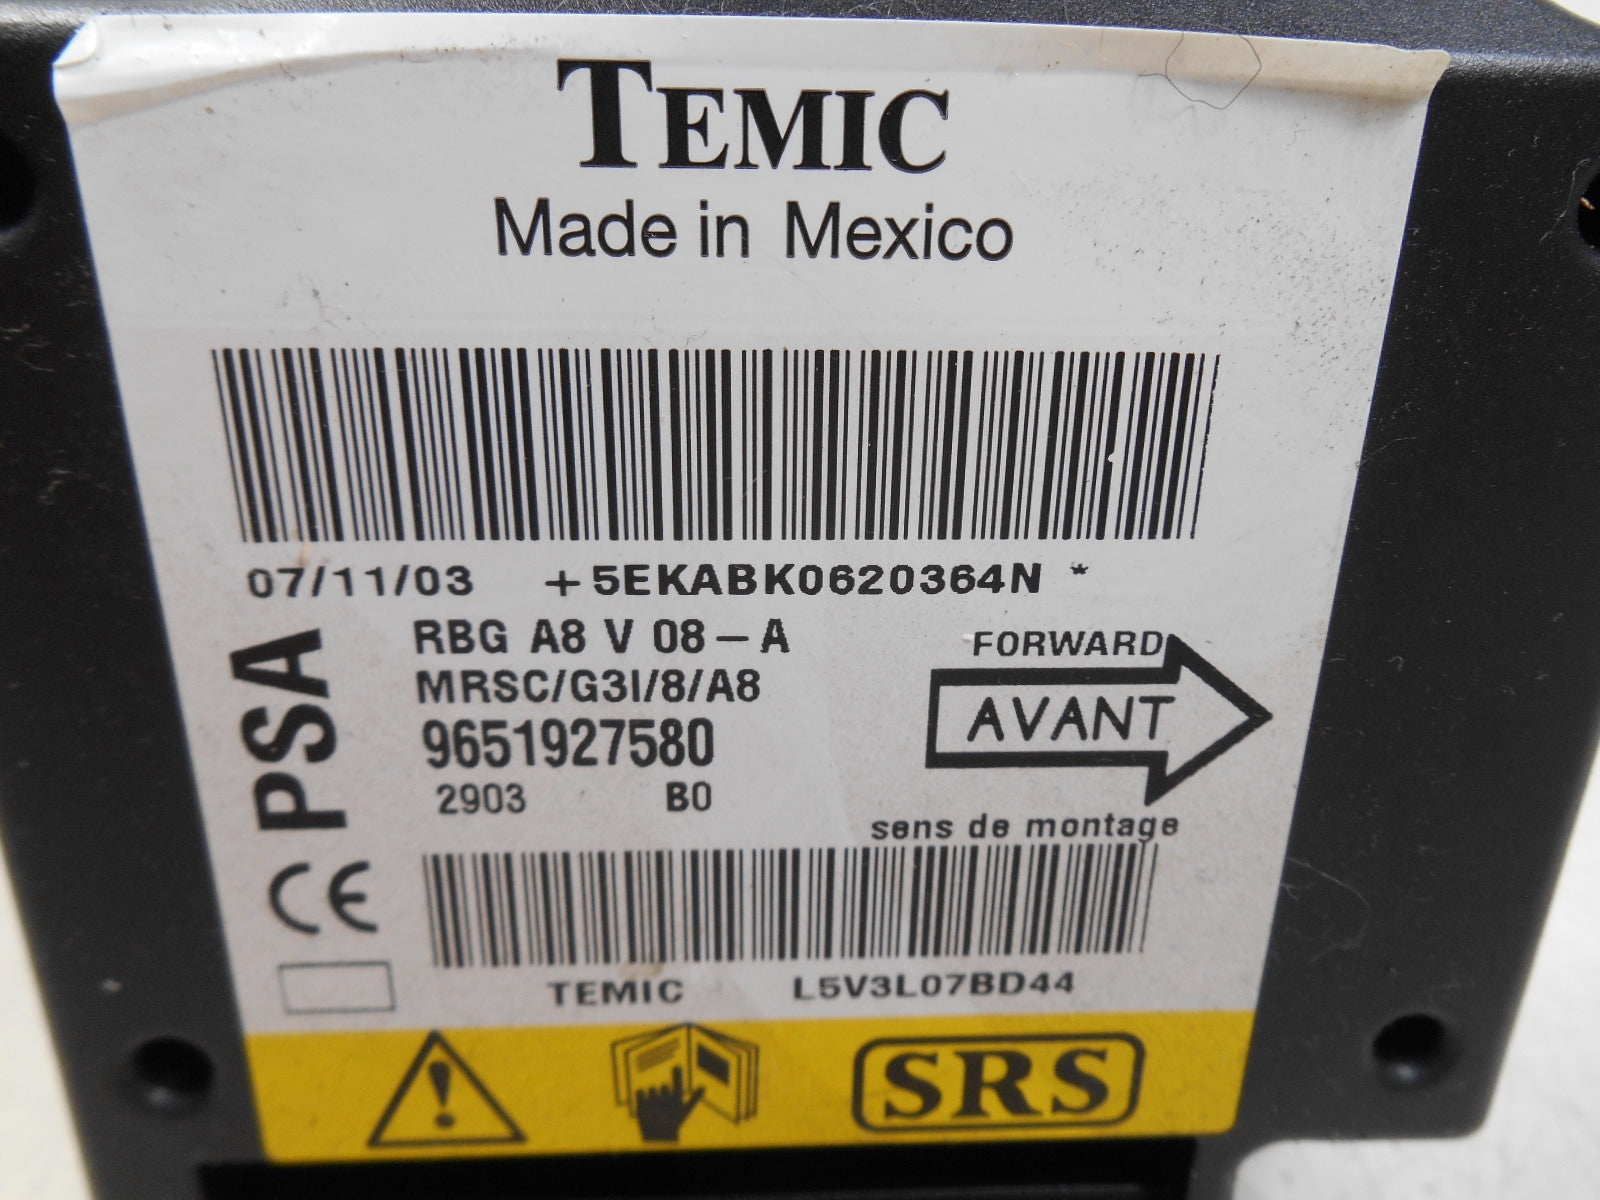 TEMIC
Made in Mexico
07/11/03 +5EKABK0620364N *
PSA
RBG A8 V 08-A
MRSC/G3I/8/A8
9651927580
2903 B0
FORWARD
AVANT
sens de montage
CE
TEMIC L5V3L07BD44
SRS